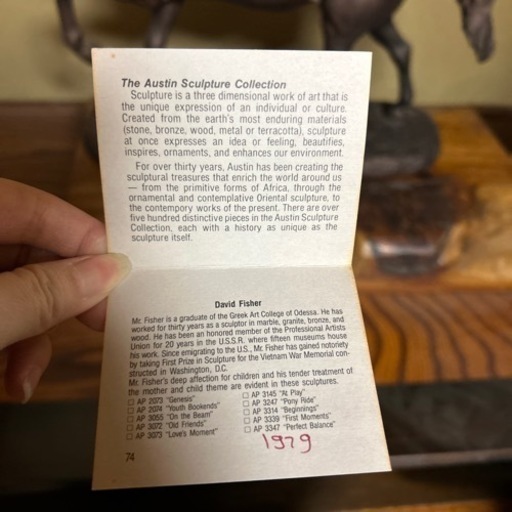 The Austin Sculpture Collection
Sculpture is a three dimensional work of art that is
the unique expression of an individual or culture.
Created from the earth's most enduring materials
(stone, bronze, wood, metal or terracotta), sculpture
at once expresses an idea or feeling, beautifies,
inspires, ornaments, and enhances our environment.
For over thirty years, Austin has been creating the
sculptural treasures that enrich the world around us
— from the primitive forms of Africa, through the
ornamental and contemplative Oriental sculpture, to
the contempory works of the present. There are over
five hundred distinctive pieces in the Austin Sculpture
Collection, each with a history as unique as the
sculpture itself.
David Fisher
Mr. Fisher is a graduate of the Greek Art College of Odessa. He has
worked for thirty years as a sculptor in marble, granite, bronze, and
wood. He has been an honored member of the Professional Artists
Union for 20 years in the U.S.S.R. where fifteen museums house
his work. Since emigrating to the U.S., Mr. Fisher has gained notoriety
by taking First Prize in Sculpture for the Vietnam War Memorial con-
structed in Washington, D.C.
Mr. Fisher's deep affection for children and his tender treatment of
the mother and child theme are evident in these sculptures.
AP 2073 "Genesis"
AP 2074 "Youth Bookends"
AP 3055 "On the Beam"
AP 3072 "Old Friends"
AP 3073 "Love's Moment"
AP 3145 "At Play"
AP 3247 "Pony Ride"
AP 3314 "Beginnings"
AP 3339 "First Moments"
AP 3347 "Perfect Balance"
1979
74